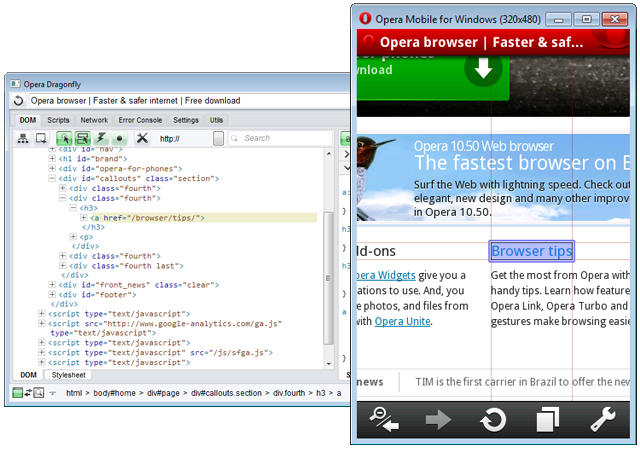 Opera Dragonfly
Opera browser | Faster & safer internet | Free download
DOM Scripts Network Error Console Settings Utils
http:// Search
<div id="nav">
<h1 id="brand">
<div id="opera-for-phones">
<div id="callouts" class="section">
<div class="fourth">
<div class="fourth">
<h3>
<a href="/browser/tips/">
</h3>
<p>
</div>
<div class="fourth">
<div class="fourth last">
</div>
<div id="front_news" class="clear">
<div id="footer">
</div>
<script type="text/javascript">
<script src="http://www.google-analytics.com/ga.js"
type="text/javascript">
<script type="text/javascript" src="/js/sfga.js">
<script type="text/javascript">
DOM Stylesheet
html > body#home > div#page > div#callouts.section > div.fourth > h3 > a
Opera Mobile for Windows (320x480)
Opera browser | Faster & saf...
phones
wnload
Opera 10.50 Web browser
The fastest browser on E
Surf the Web with lightning speed. Check out
elegant, new design and many other improv
in Opera 10.50.
dd-ons
pera Widgets give you a
ations to use. And, you
e photos, and files from
with Opera Unite.
Browser tips
Get the most from Opera with
handy tips. Learn how feature
Opera Link, Opera Turbo and
gestures make browsing easie
news TIM is the first carrier in Brazil to offer the new